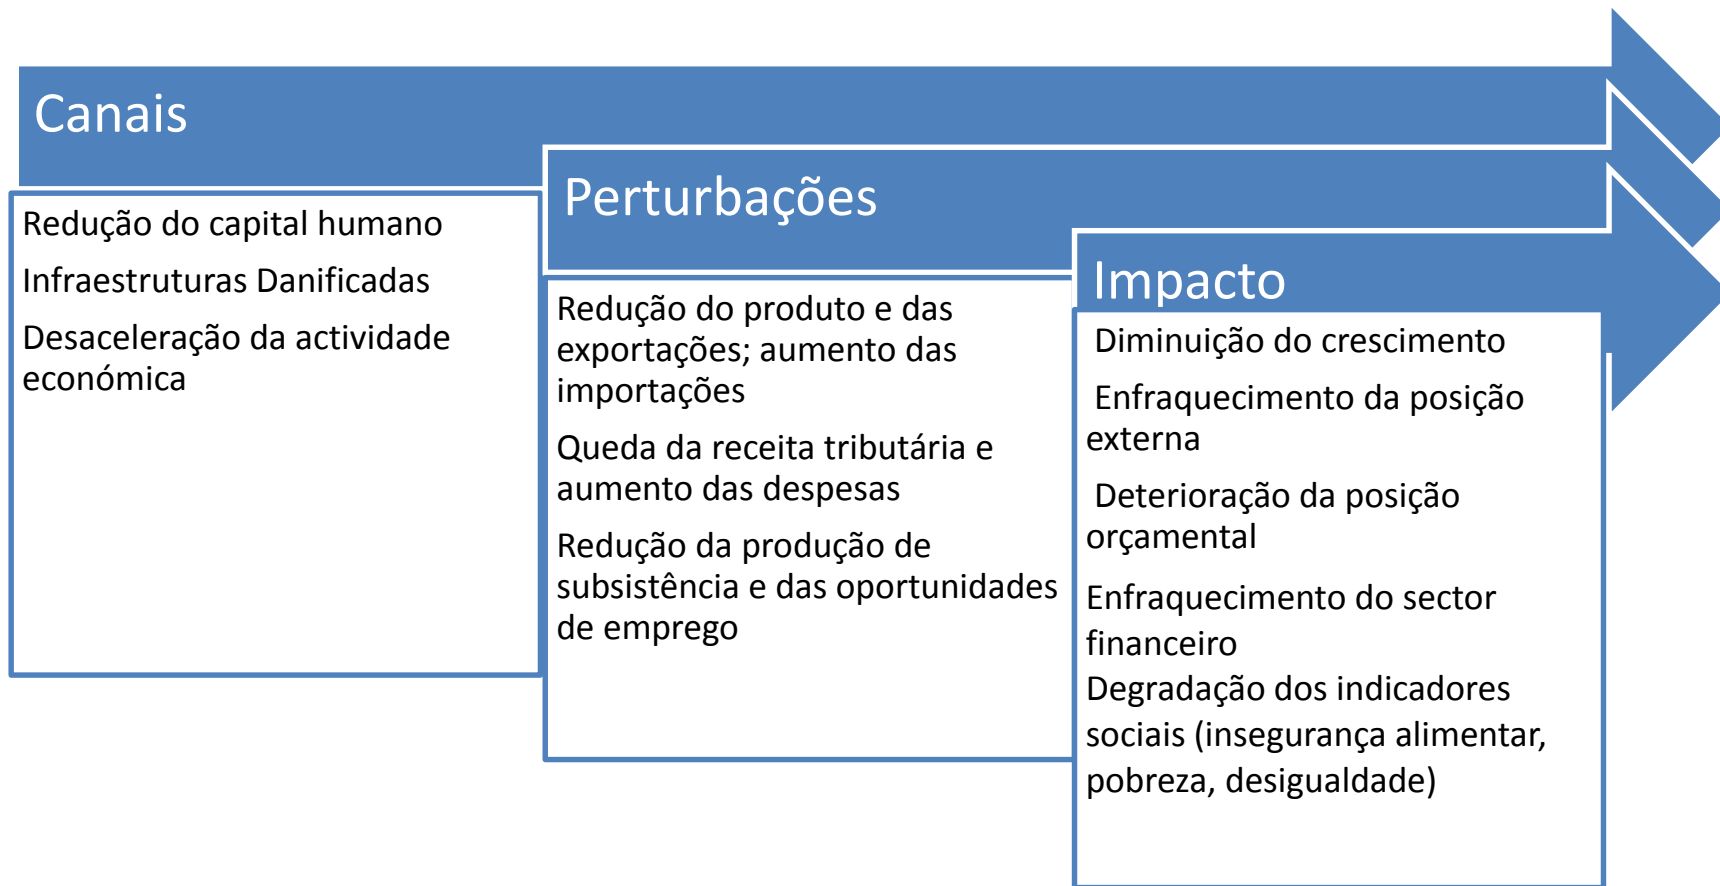 Canais
Redução do capital humano
Infraestruturas Danificadas
Desaceleração da actividade
económica
Perturbações
Redução do produto e das
exportações; aumento das
importações
Queda da receita tributária e
aumento das despesas
Redução da produção de
subsistência e das oportunidades
de emprego
Impacto
Diminuição do crescimento
Enfraquecimento da posição
externa
Deterioração da posição
orçamental
Enfraquecimento do sector
financeiro
Degradação dos indicadores
sociais (insegurança alimentar,
pobreza, desigualdade)